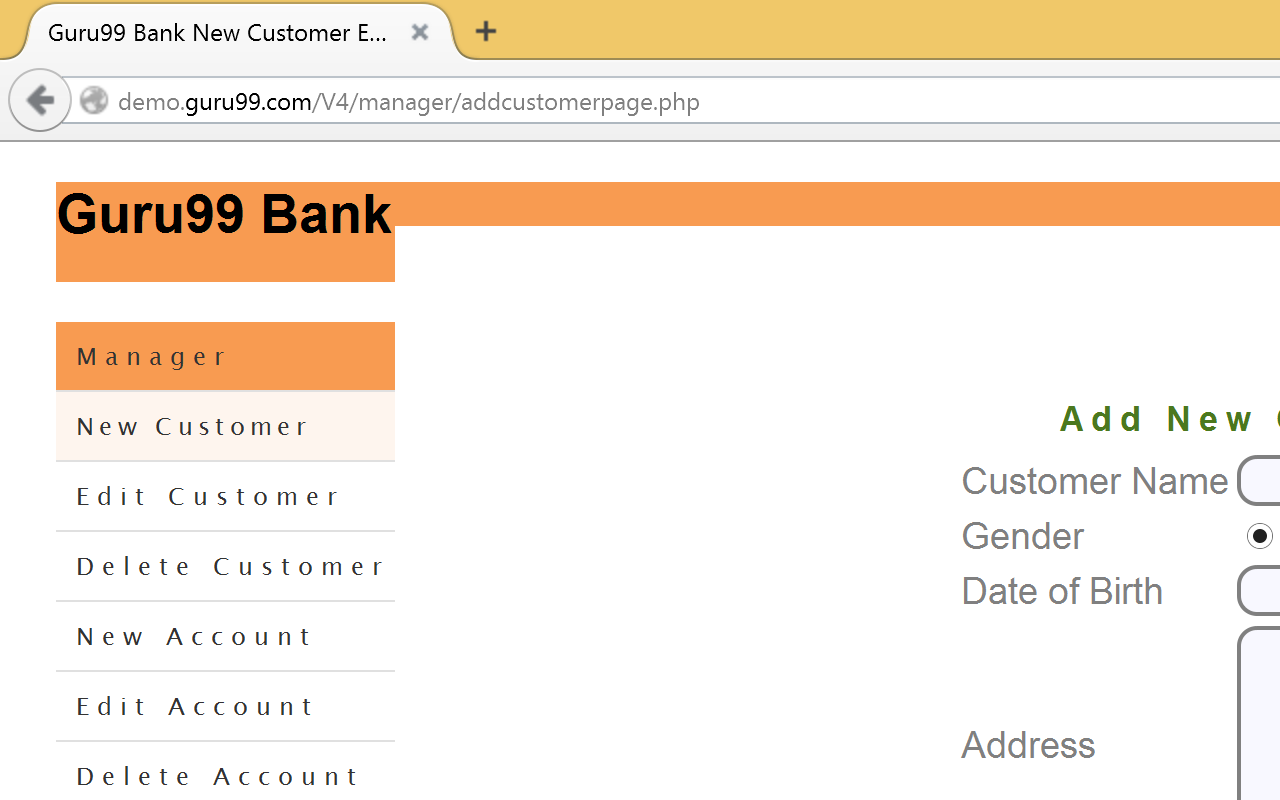 Guru99 Bank New Customer E...
demo.guru99.com/V4/manager/addcustomerpage.php
Guru99 Bank
Manager
New Customer
Edit Customer
Delete Customer
New Account
Edit Account
Delete Account
Add New
Customer Name
Gender
Date of Birth
Address